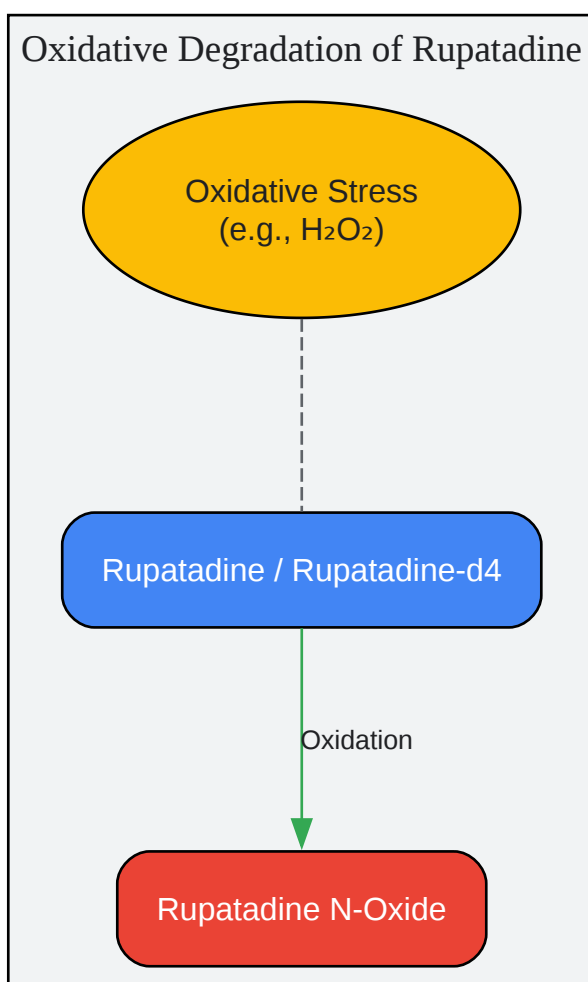 Oxidative Degradation of Rupatadine
Oxidative Stress
(e.g., H₂O₂)
Rupatadine / Rupatadine-d4
Oxidation
Rupatadine N-Oxide